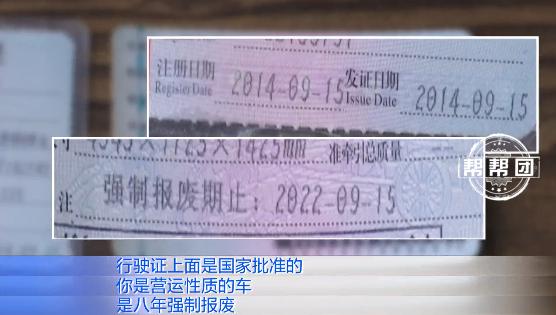 注册日期 2014-09-15 发证日期 2014-09-15
Register Date Issue Date
准牵引总质量
注 强制报废期止：2022-09-15
帮帮团
行驶证上面是国家批准的
你是营运性质的车
是八年强制报废